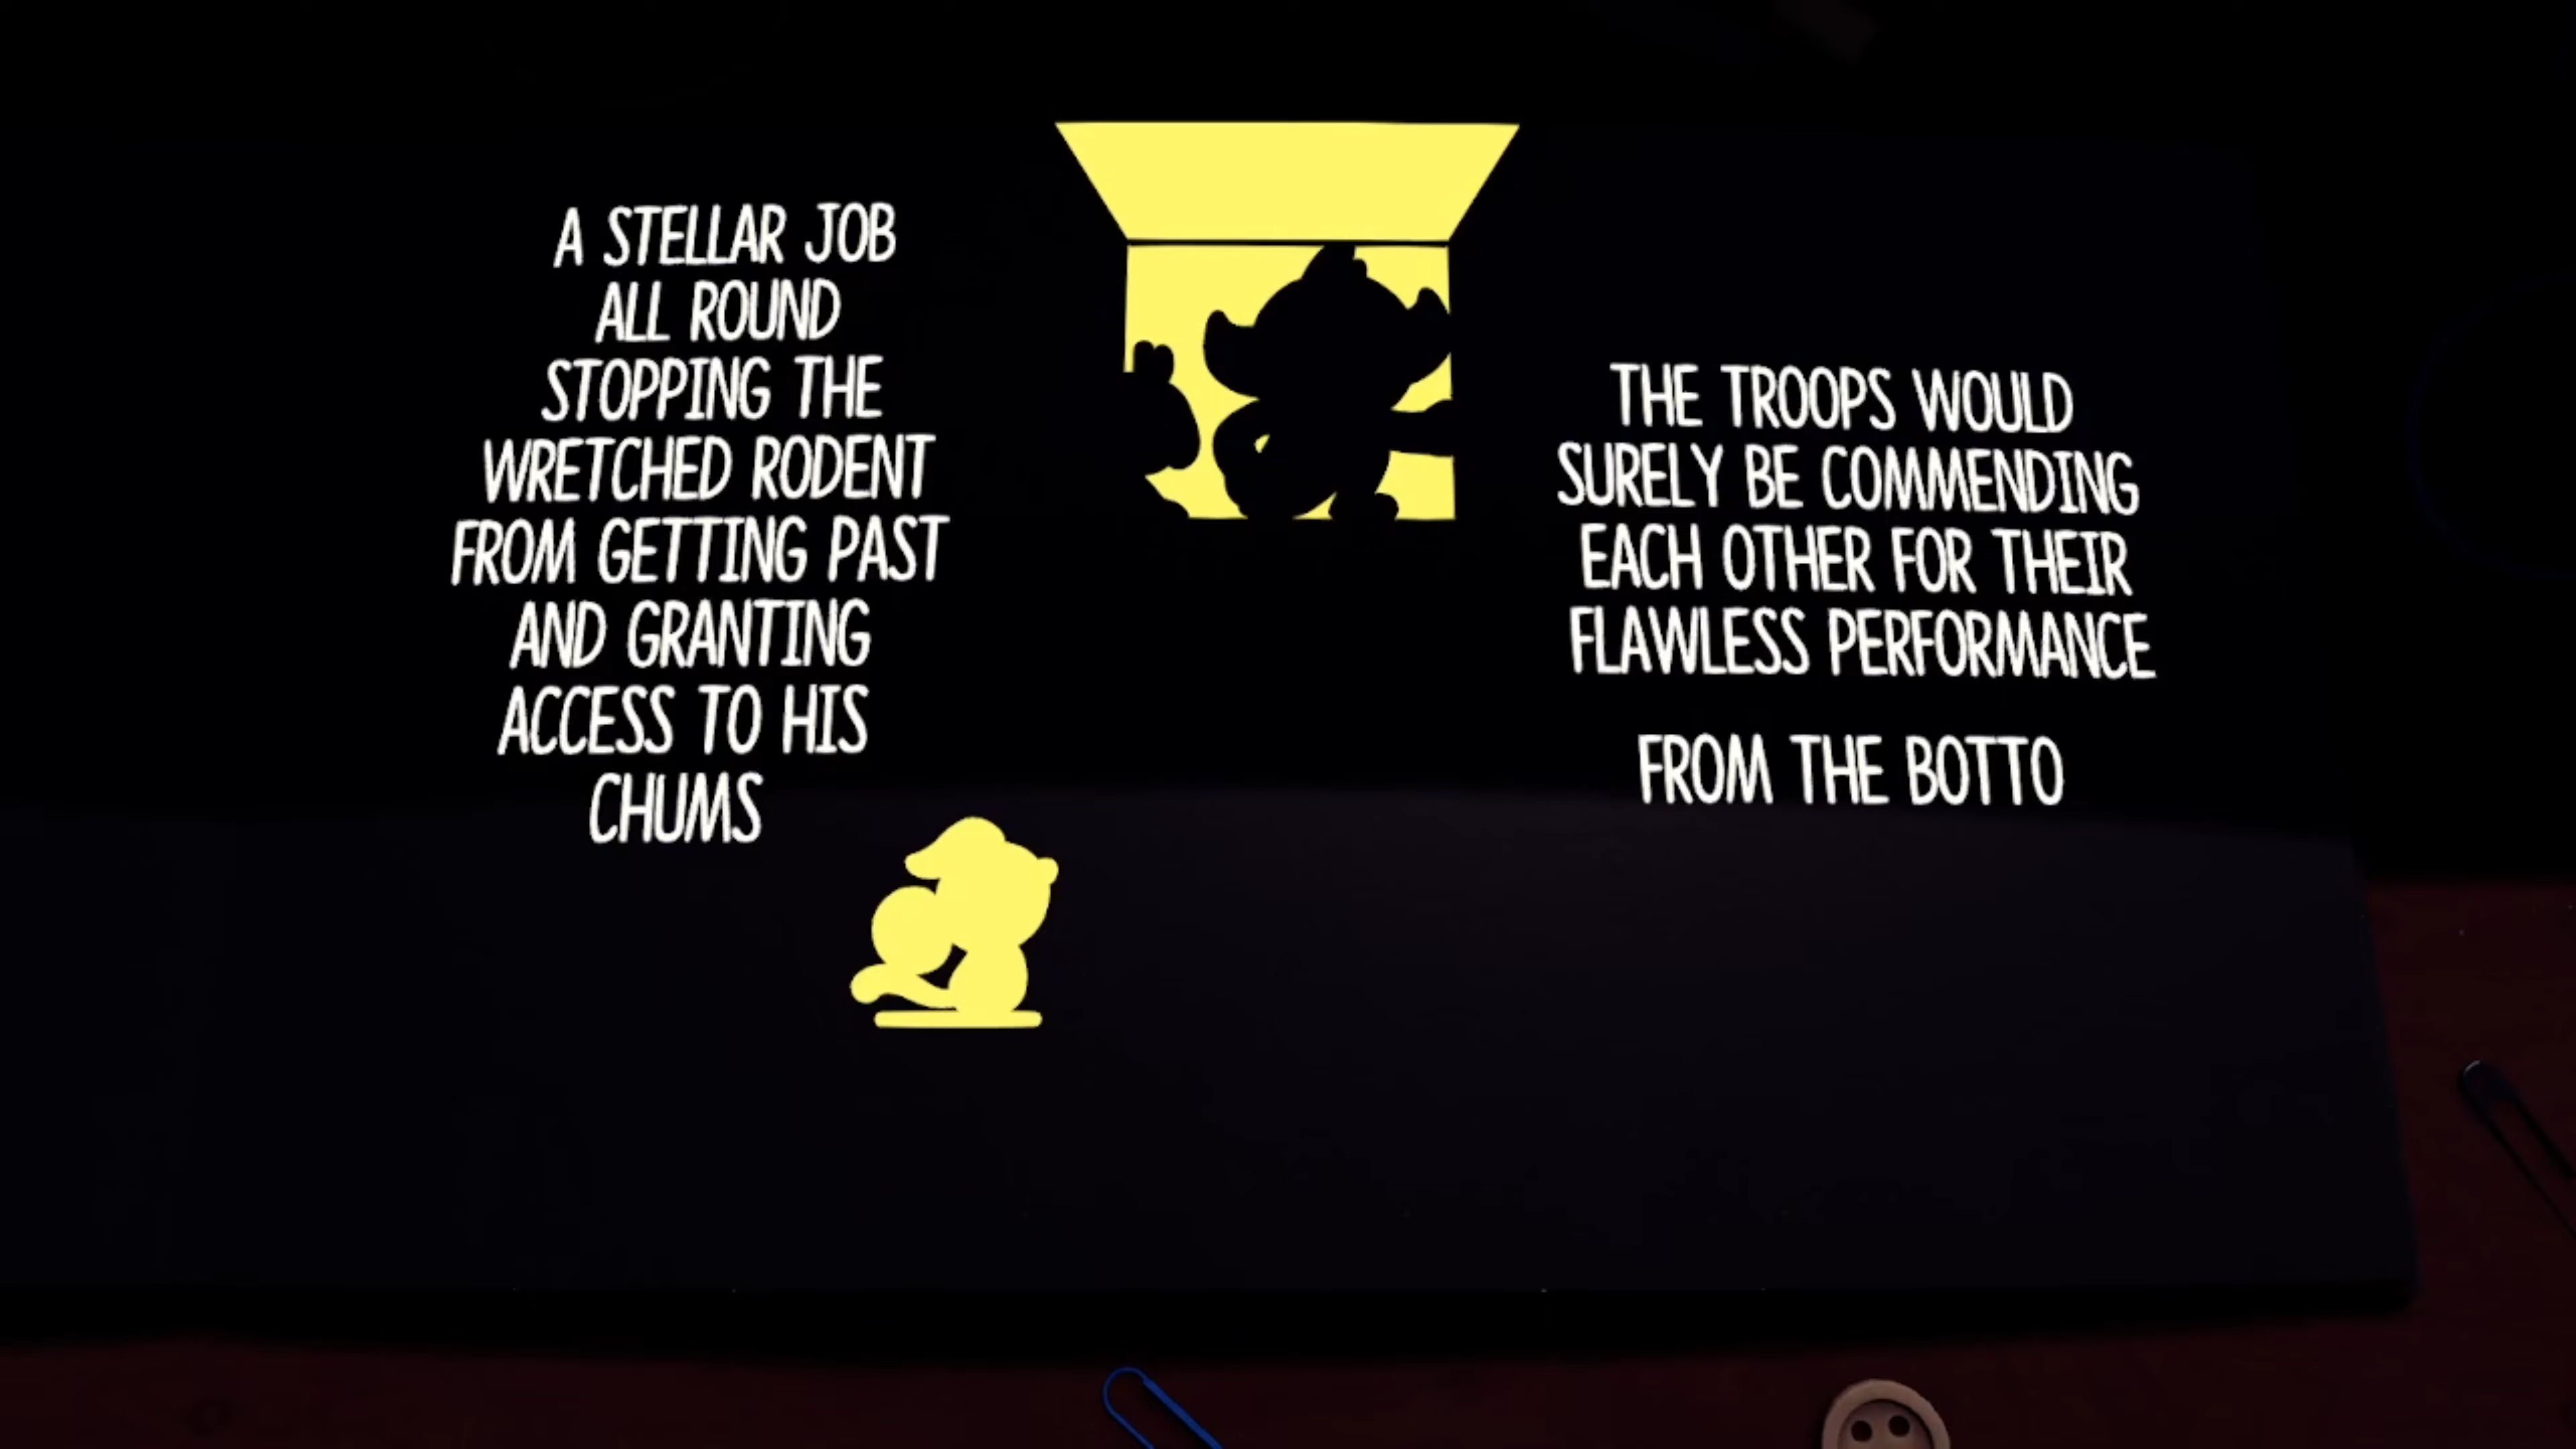 A STELLAR JOB
ALL ROUND
STOPPING THE
WRETCHED RODENT
FROM GETTING PAST
AND GRANTING
ACCESS TO HIS
CHUMS
THE TROOPS WOULD
SURELY BE COMMENDING
EACH OTHER FOR THEIR
FLAWLESS PERFORMANCE
FROM THE BOTTO